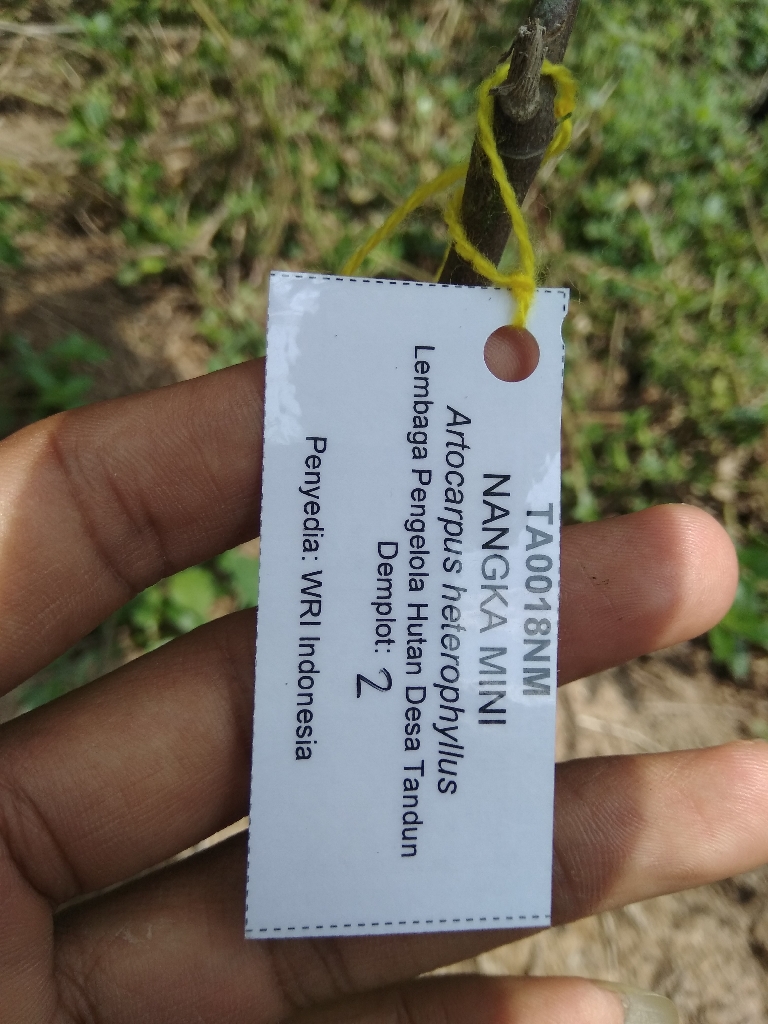 TA0018NM
NANGKA MINI
Artocarpus heterophyllus
Lembaga Pengelola Hutan Desa Tandun
Demplot: 2
Penyedia: WRI Indonesia